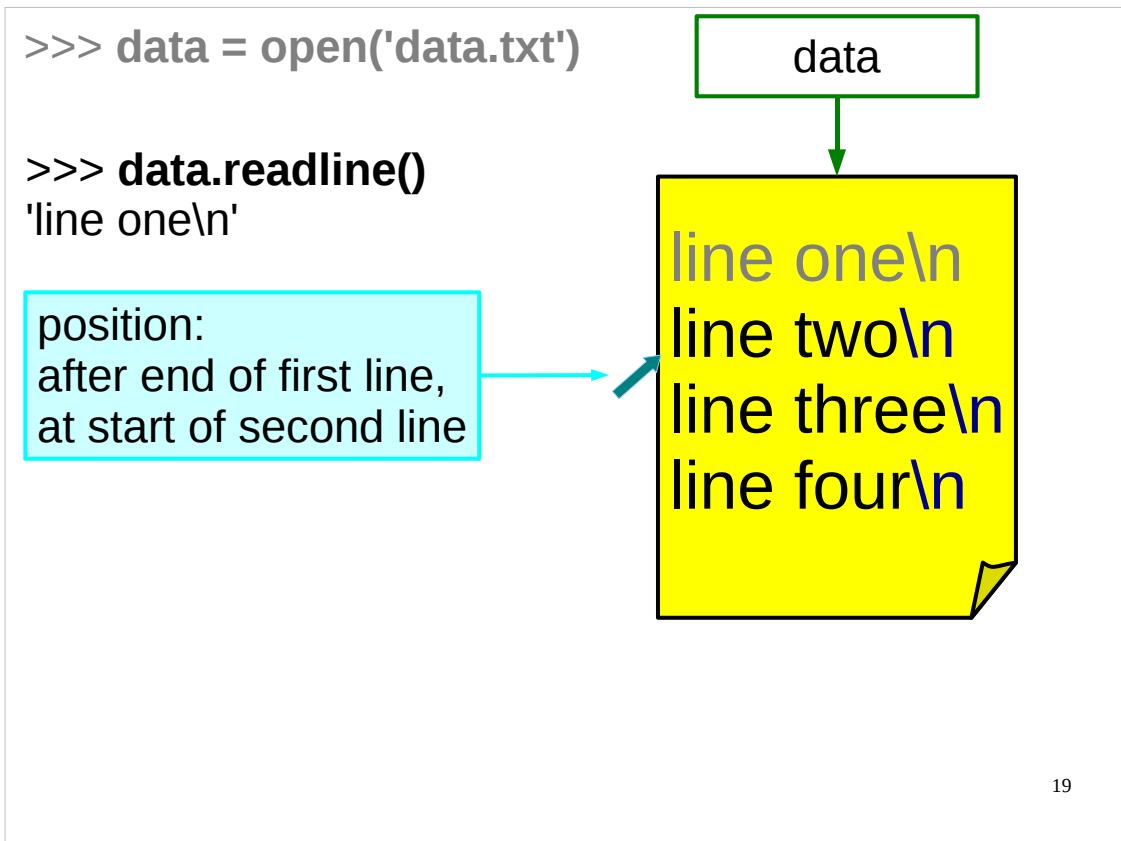 >>> data = open('data.txt')
data
>>> data.readline()
'line one\n'
position:
after end of first line,
at start of second line
line one\n
line two\n
line three\n
line four\n
19